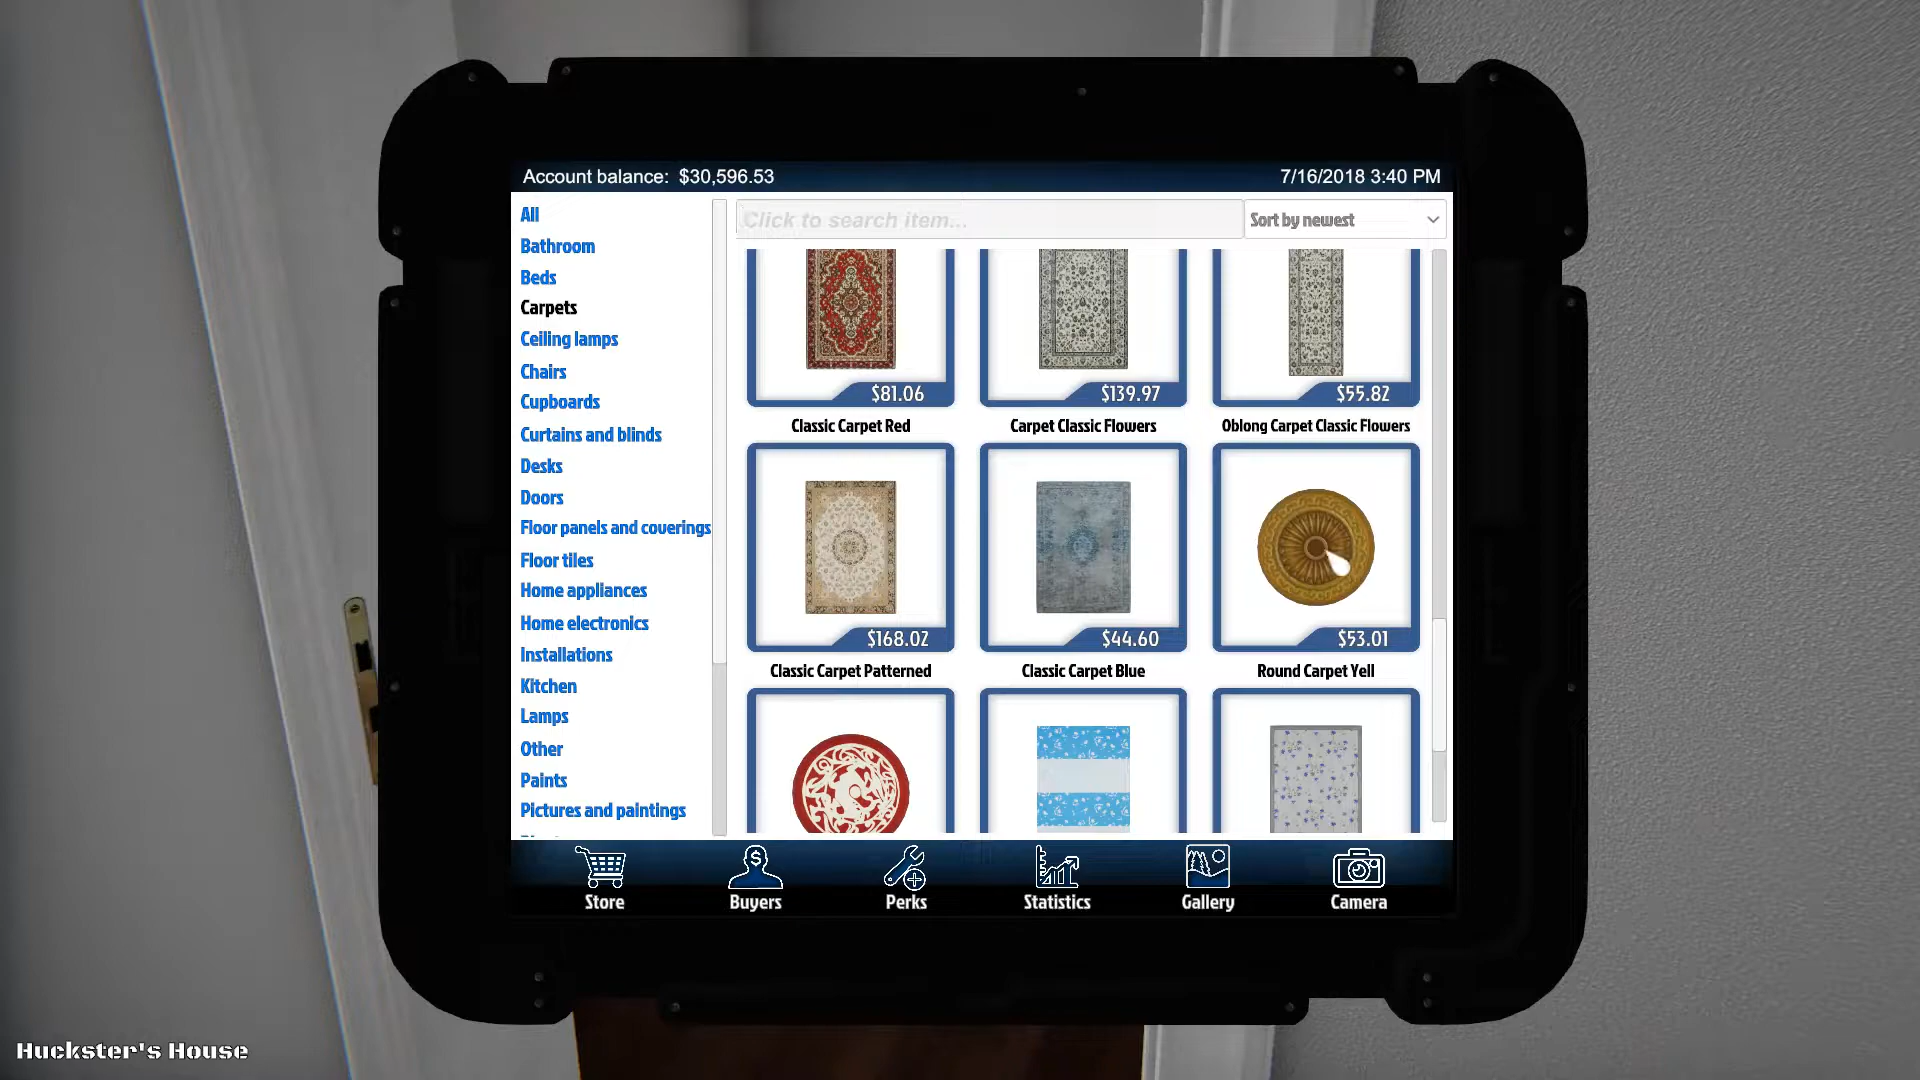 Account balance: $30,596.53
7/16/2018 3:40 PM
All
Bathroom
Beds
Carpets
Ceiling lamps
Chairs
Cupboards
Curtains and blinds
Desks
Doors
Floor panels and coverings
Floor tiles
Home appliances
Home electronics
Installations
Kitchen
Lamps
Other
Paints
Pictures and paintings
Click to search item...
Sort by newest
$81.06
$139.97
$55.82
Classic Carpet Red
Carpet Classic Flowers
Oblong Carpet Classic Flowers
$168.02
$44.60
$53.01
Classic Carpet Patterned
Classic Carpet Blue
Round Carpet Yell
Store
Buyers
Perks
Statistics
Gallery
Camera
Huckster's House